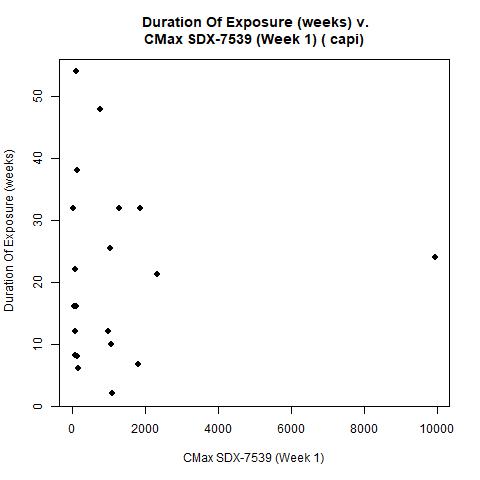 Duration Of Exposure (weeks) v.
CMax SDX-7539 (Week 1) ( capi)
Duration Of Exposure (weeks)
50
40
30
20
10
0
0 2000 4000 6000 8000 10000
CMax SDX-7539 (Week 1)